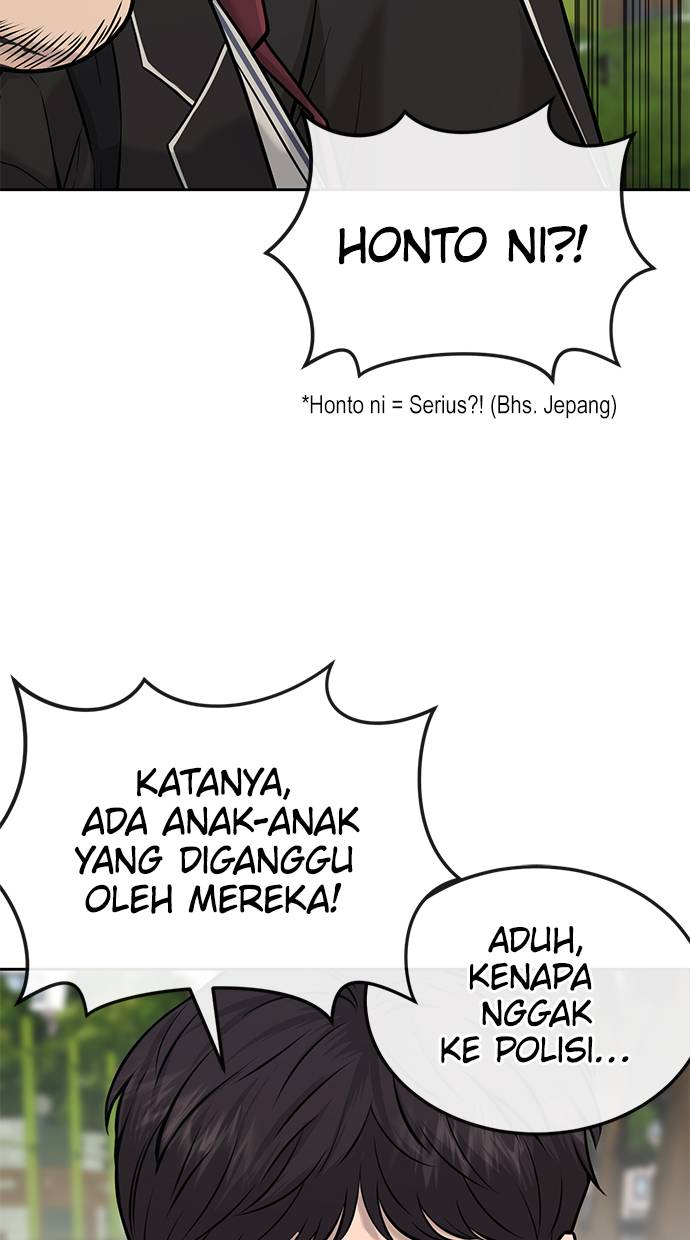 HONTO NI?!
*Honto ni = Serius?! (Bhs. Jepang)
KATANYA,
ADA ANAK-ANAK
YANG DIGANGGU
OLEH MEREKA!
ADUH,
KENAPA
NGGAK
KE POLISI...